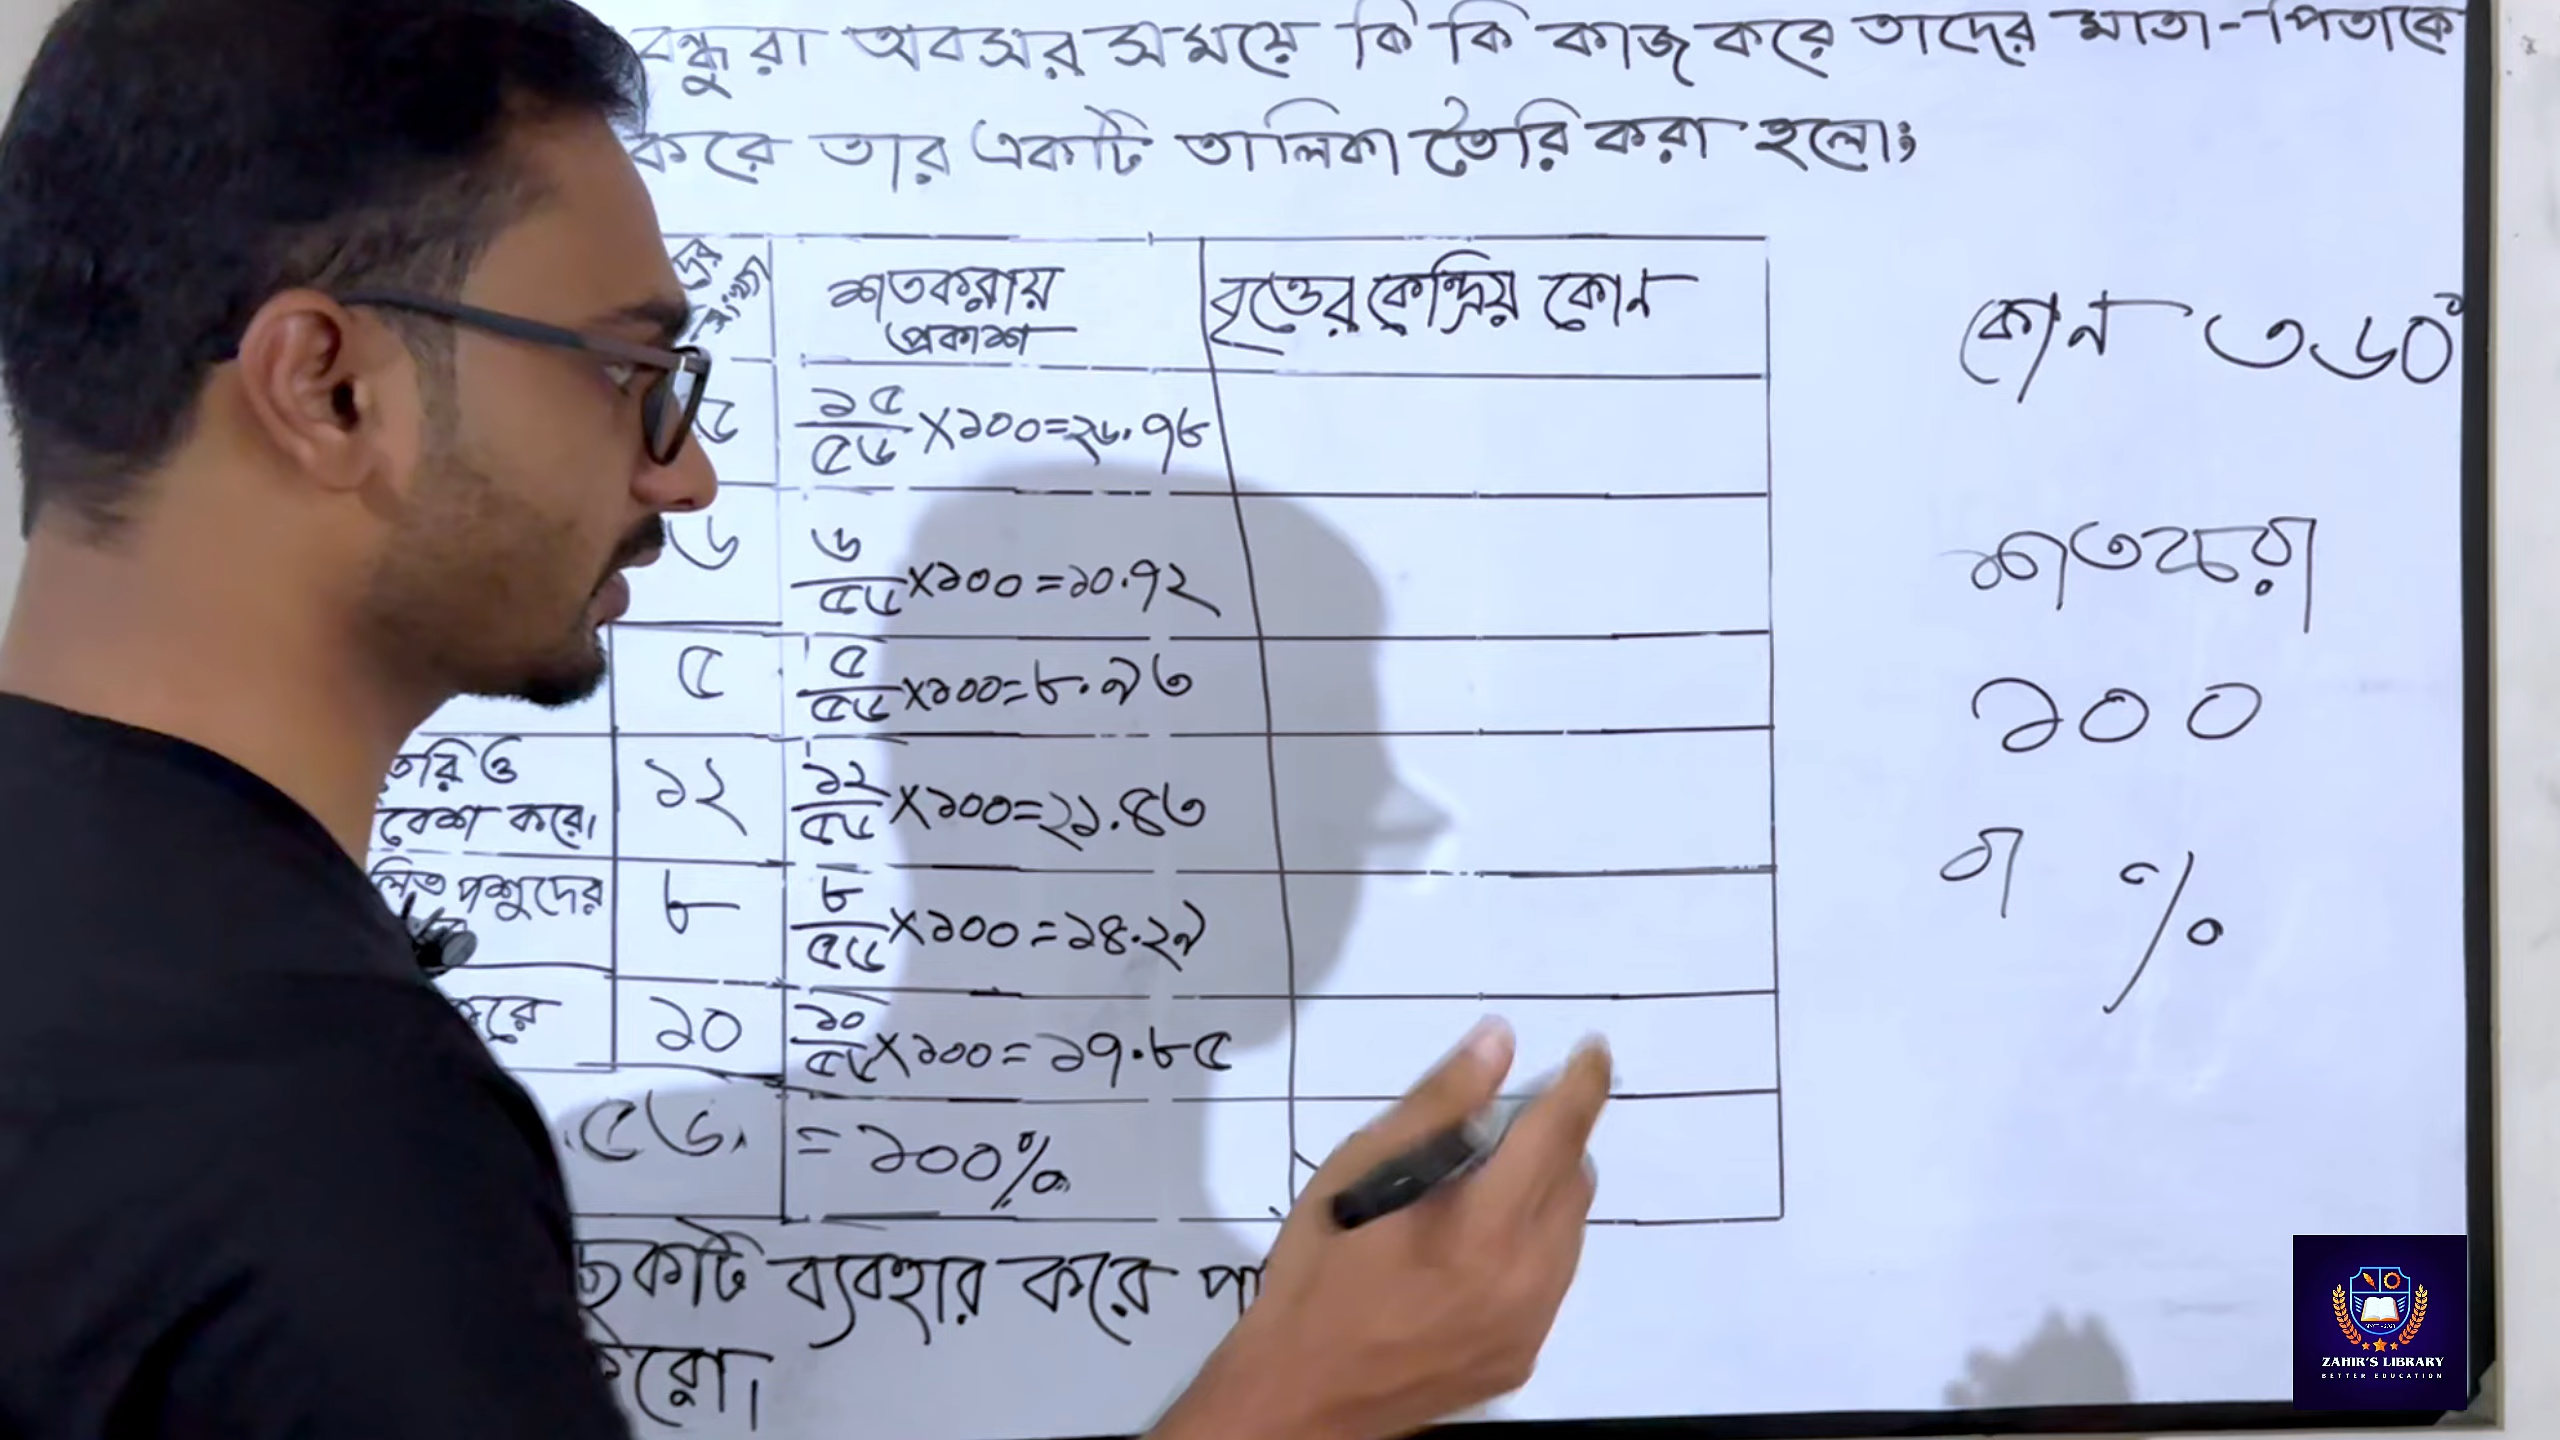 বন্ধুরা অবসর সময়ে কি কি কাজ করে তাদের মাতা-পিতাকে
করে তার একটি তালিকা তৈরি করা হলোঃ
শতকরায় প্রকাশ
বৃত্তের কেন্দ্রিয় কোন
১৫/৫৬ ×১০০=২৬.৭৮
৬
৬/৫৬ ×১০০=১০.৭২
৫
৫/৫৬ ×১০০=৮.৯৩
তরি ও
বেশ করে।
১২
১২/৫৬ ×১০০=২১.৪৩
লিত পশুদের
৮
৮/৫৬ ×১০০=১৪.২৯
১০
১০/৫৬ ×১০০=১৭.৮৫
৫৬
=১০০%
ছকটি ব্যবহার করে পা
করো।
কোন ৩৬০°
শতকরা
১০০
%
ZAHIR'S LIBRARY
BETTER EDUCATION